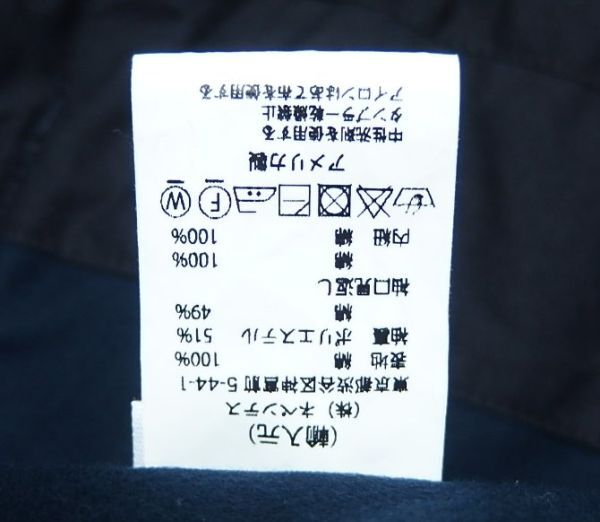 (輸入元)
(株) ネペンテス
東京都渋谷区神宮前 5-44-1
表地 綿 100%
袖裏 ポリエステル 51%
綿 49%
袖口見返し
綿 100%
内紐 綿 100%
F W
アメリカ製
中性洗剤を使用する
タンブラー乾燥禁止
アイロンはあて布を使用する